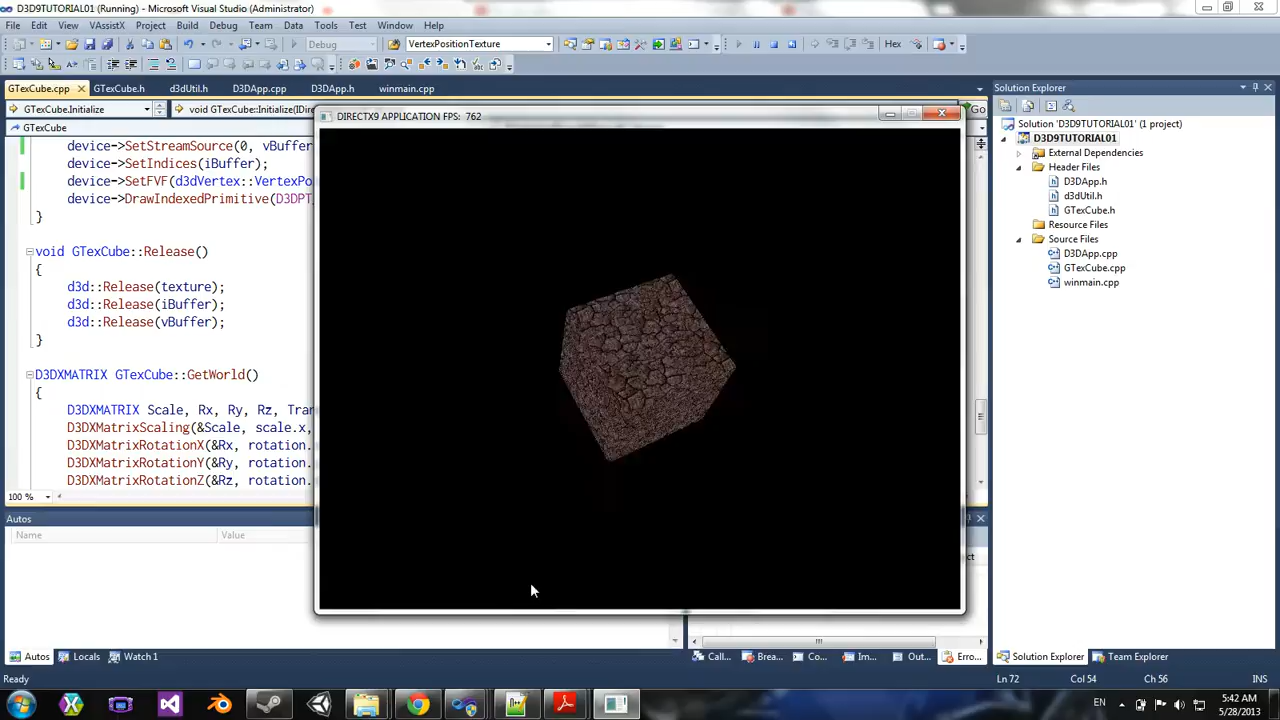 D3D9TUTORIAL01 (Running) - Microsoft Visual Studio (Administrator)
File Edit View VAssistX Project Build Debug Team Data Tools Test Window Help
Debug VertexPositionTexture Hex
GTexCube.cpp GTexCube.h d3dUtil.h D3DApp.cpp D3DApp.h winmain.cpp
GTexCube.Initialize void GTexCube::Initialize(IDire Go
GTexCube
DIRECTX9 APPLICATION FPS: 762
device->SetStreamSource(0, vBuffer
device->SetIndices(iBuffer);
device->SetFVF(d3dVertex::VertexPo
device->DrawIndexedPrimitive(D3DPT
}
void GTexCube::Release()
{
d3d::Release(texture);
d3d::Release(iBuffer);
d3d::Release(vBuffer);
}
D3DXMATRIX GTexCube::GetWorld()
{
D3DXMATRIX Scale, Rx, Ry, Rz, Tran
D3DXMatrixScaling(&Scale, scale.x,
D3DXMatrixRotationX(&Rx, rotation.
D3DXMatrixRotationY(&Ry, rotation.
D3DXMatrixRotationZ(&Rz, rotation.
100 %
Autos
Name Value
Autos Locals Watch 1
Call... Brea... Co... Im... Out... Erro...
Solution Explorer
Solution 'D3D9TUTORIAL01' (1 project)
D3D9TUTORIAL01
External Dependencies
Header Files
D3DApp.h
d3dUtil.h
GTexCube.h
Resource Files
Source Files
D3DApp.cpp
GTexCube.cpp
winmain.cpp
Solution Explorer Team Explorer
Ready Ln 72 Col 54 Ch 56 INS
EN 5:42 AM
5/28/2013